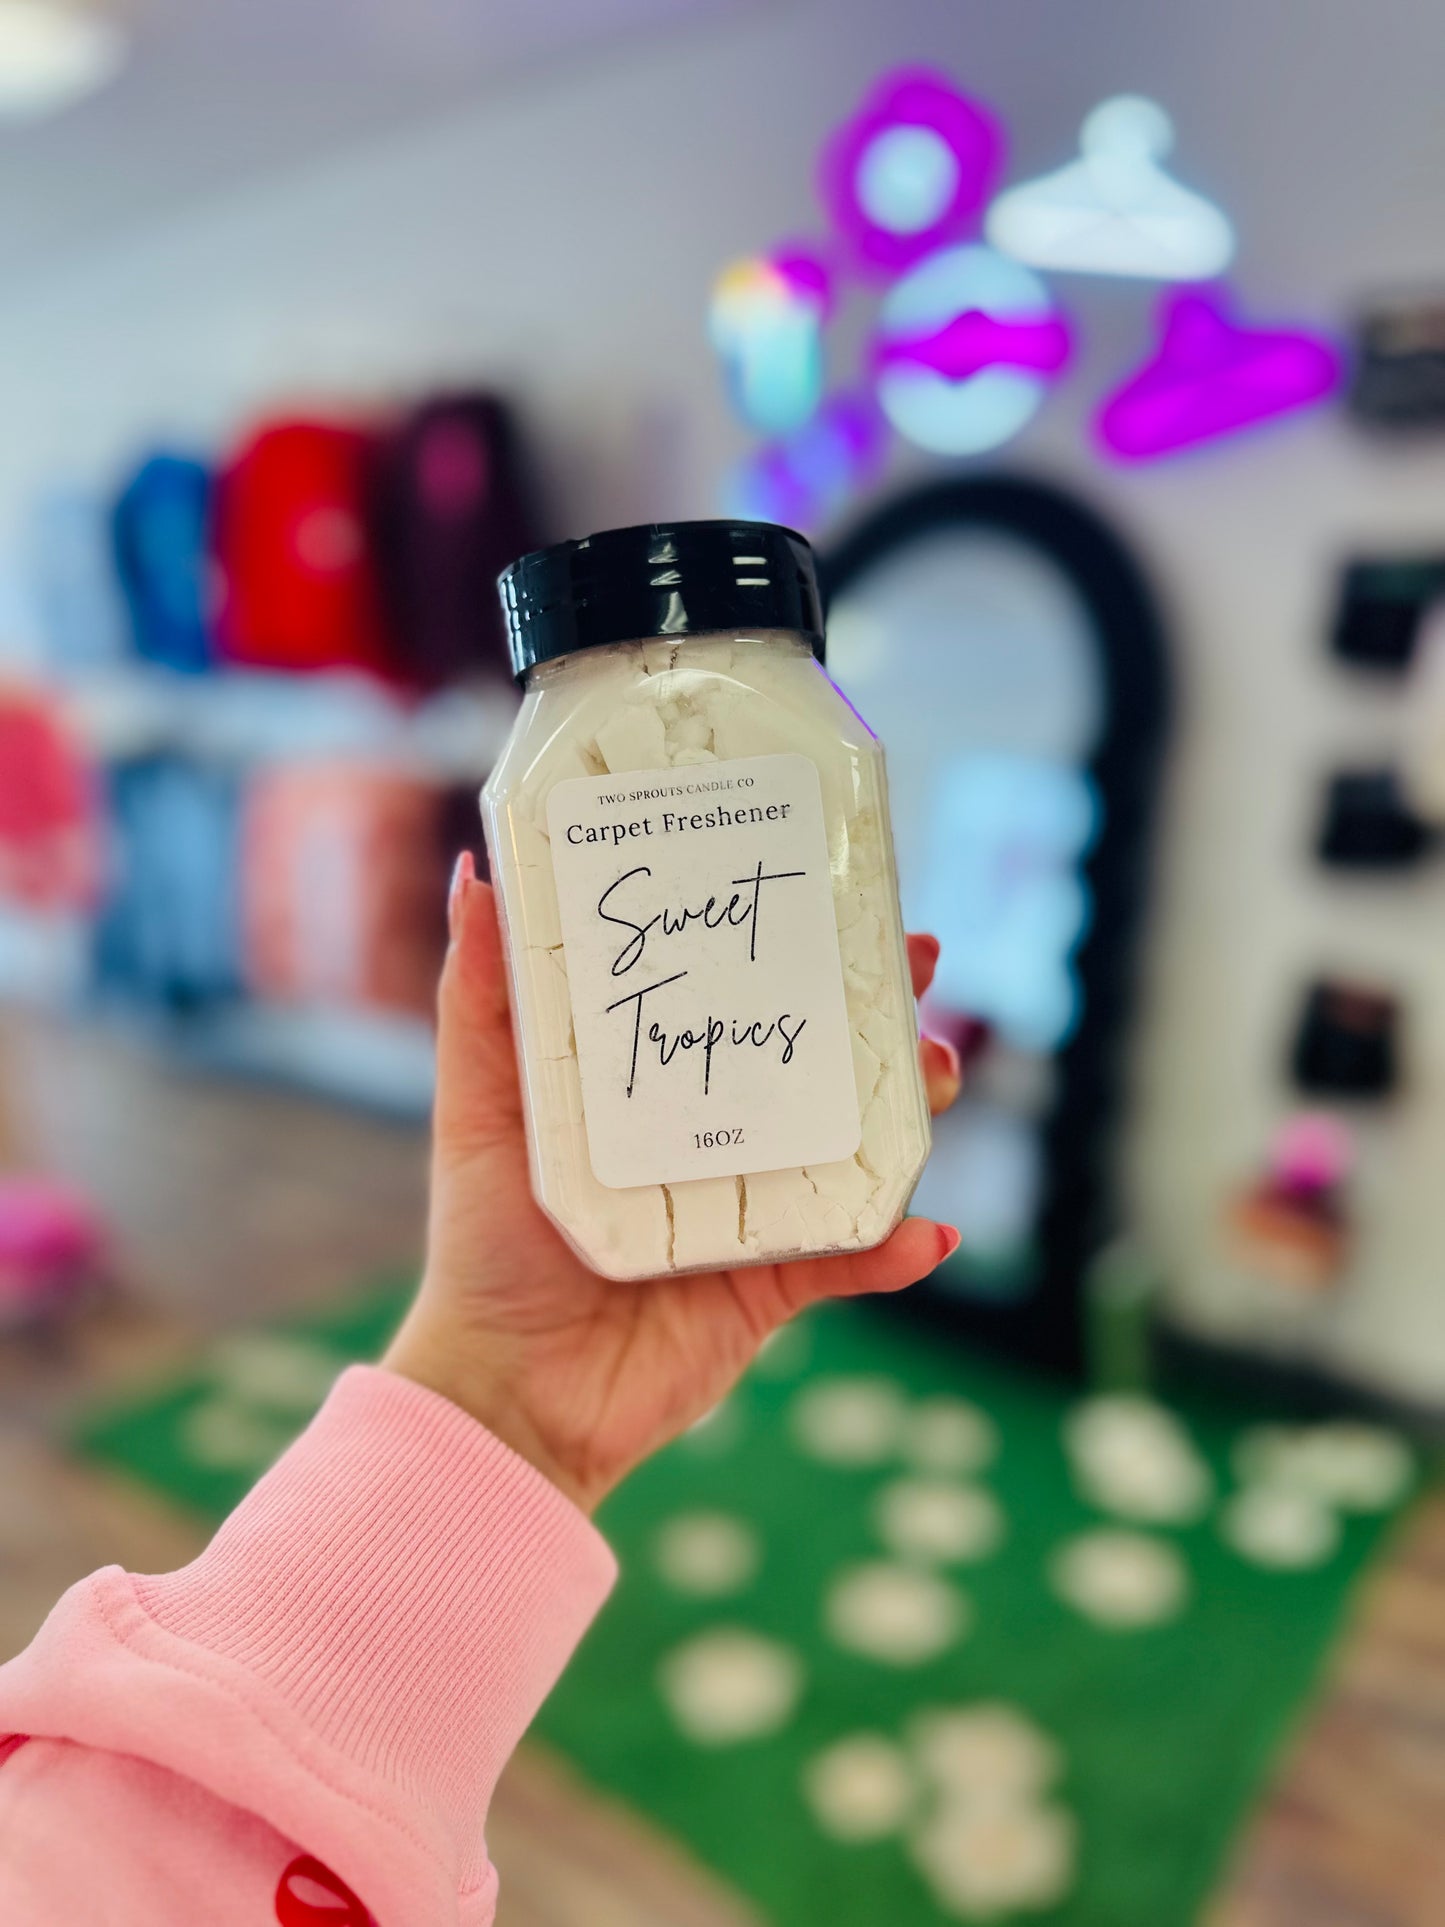 TWO SPROUTS CANDLE CO
Carpet Freshener
Sweet
Tropics
16OZ